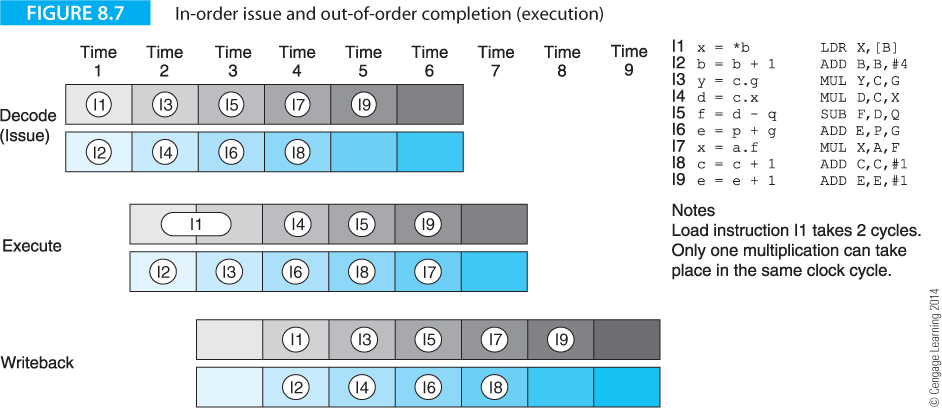 FIGURE 8.7 In-order issue and out-of-order completion (execution)
Time Time Time Time Time Time Time Time Time
1 2 3 4 5 6 7 8 9
Decode
(Issue)
I1 I3 I5 I7 I9
I2 I4 I6 I8
Execute
I1 I4 I5 I9
I2 I3 I6 I8 I7
Writeback
I1 I3 I5 I7 I9
I2 I4 I6 I8
I1 x = *b LDR X,[B]
I2 b = b + 1 ADD B,B,#4
I3 y = c.g MUL Y,C,G
I4 d = c.x MUL D,C,X
I5 f = d - q SUB F,D,Q
I6 e = p + g ADD E,P,G
I7 x = a.f MUL X,A,F
I8 c = c + 1 ADD C,C,#1
I9 e = e + 1 ADD E,E,#1
Notes
Load instruction I1 takes 2 cycles.
Only one multiplication can take
place in the same clock cycle.
© Cengage Learning 2014